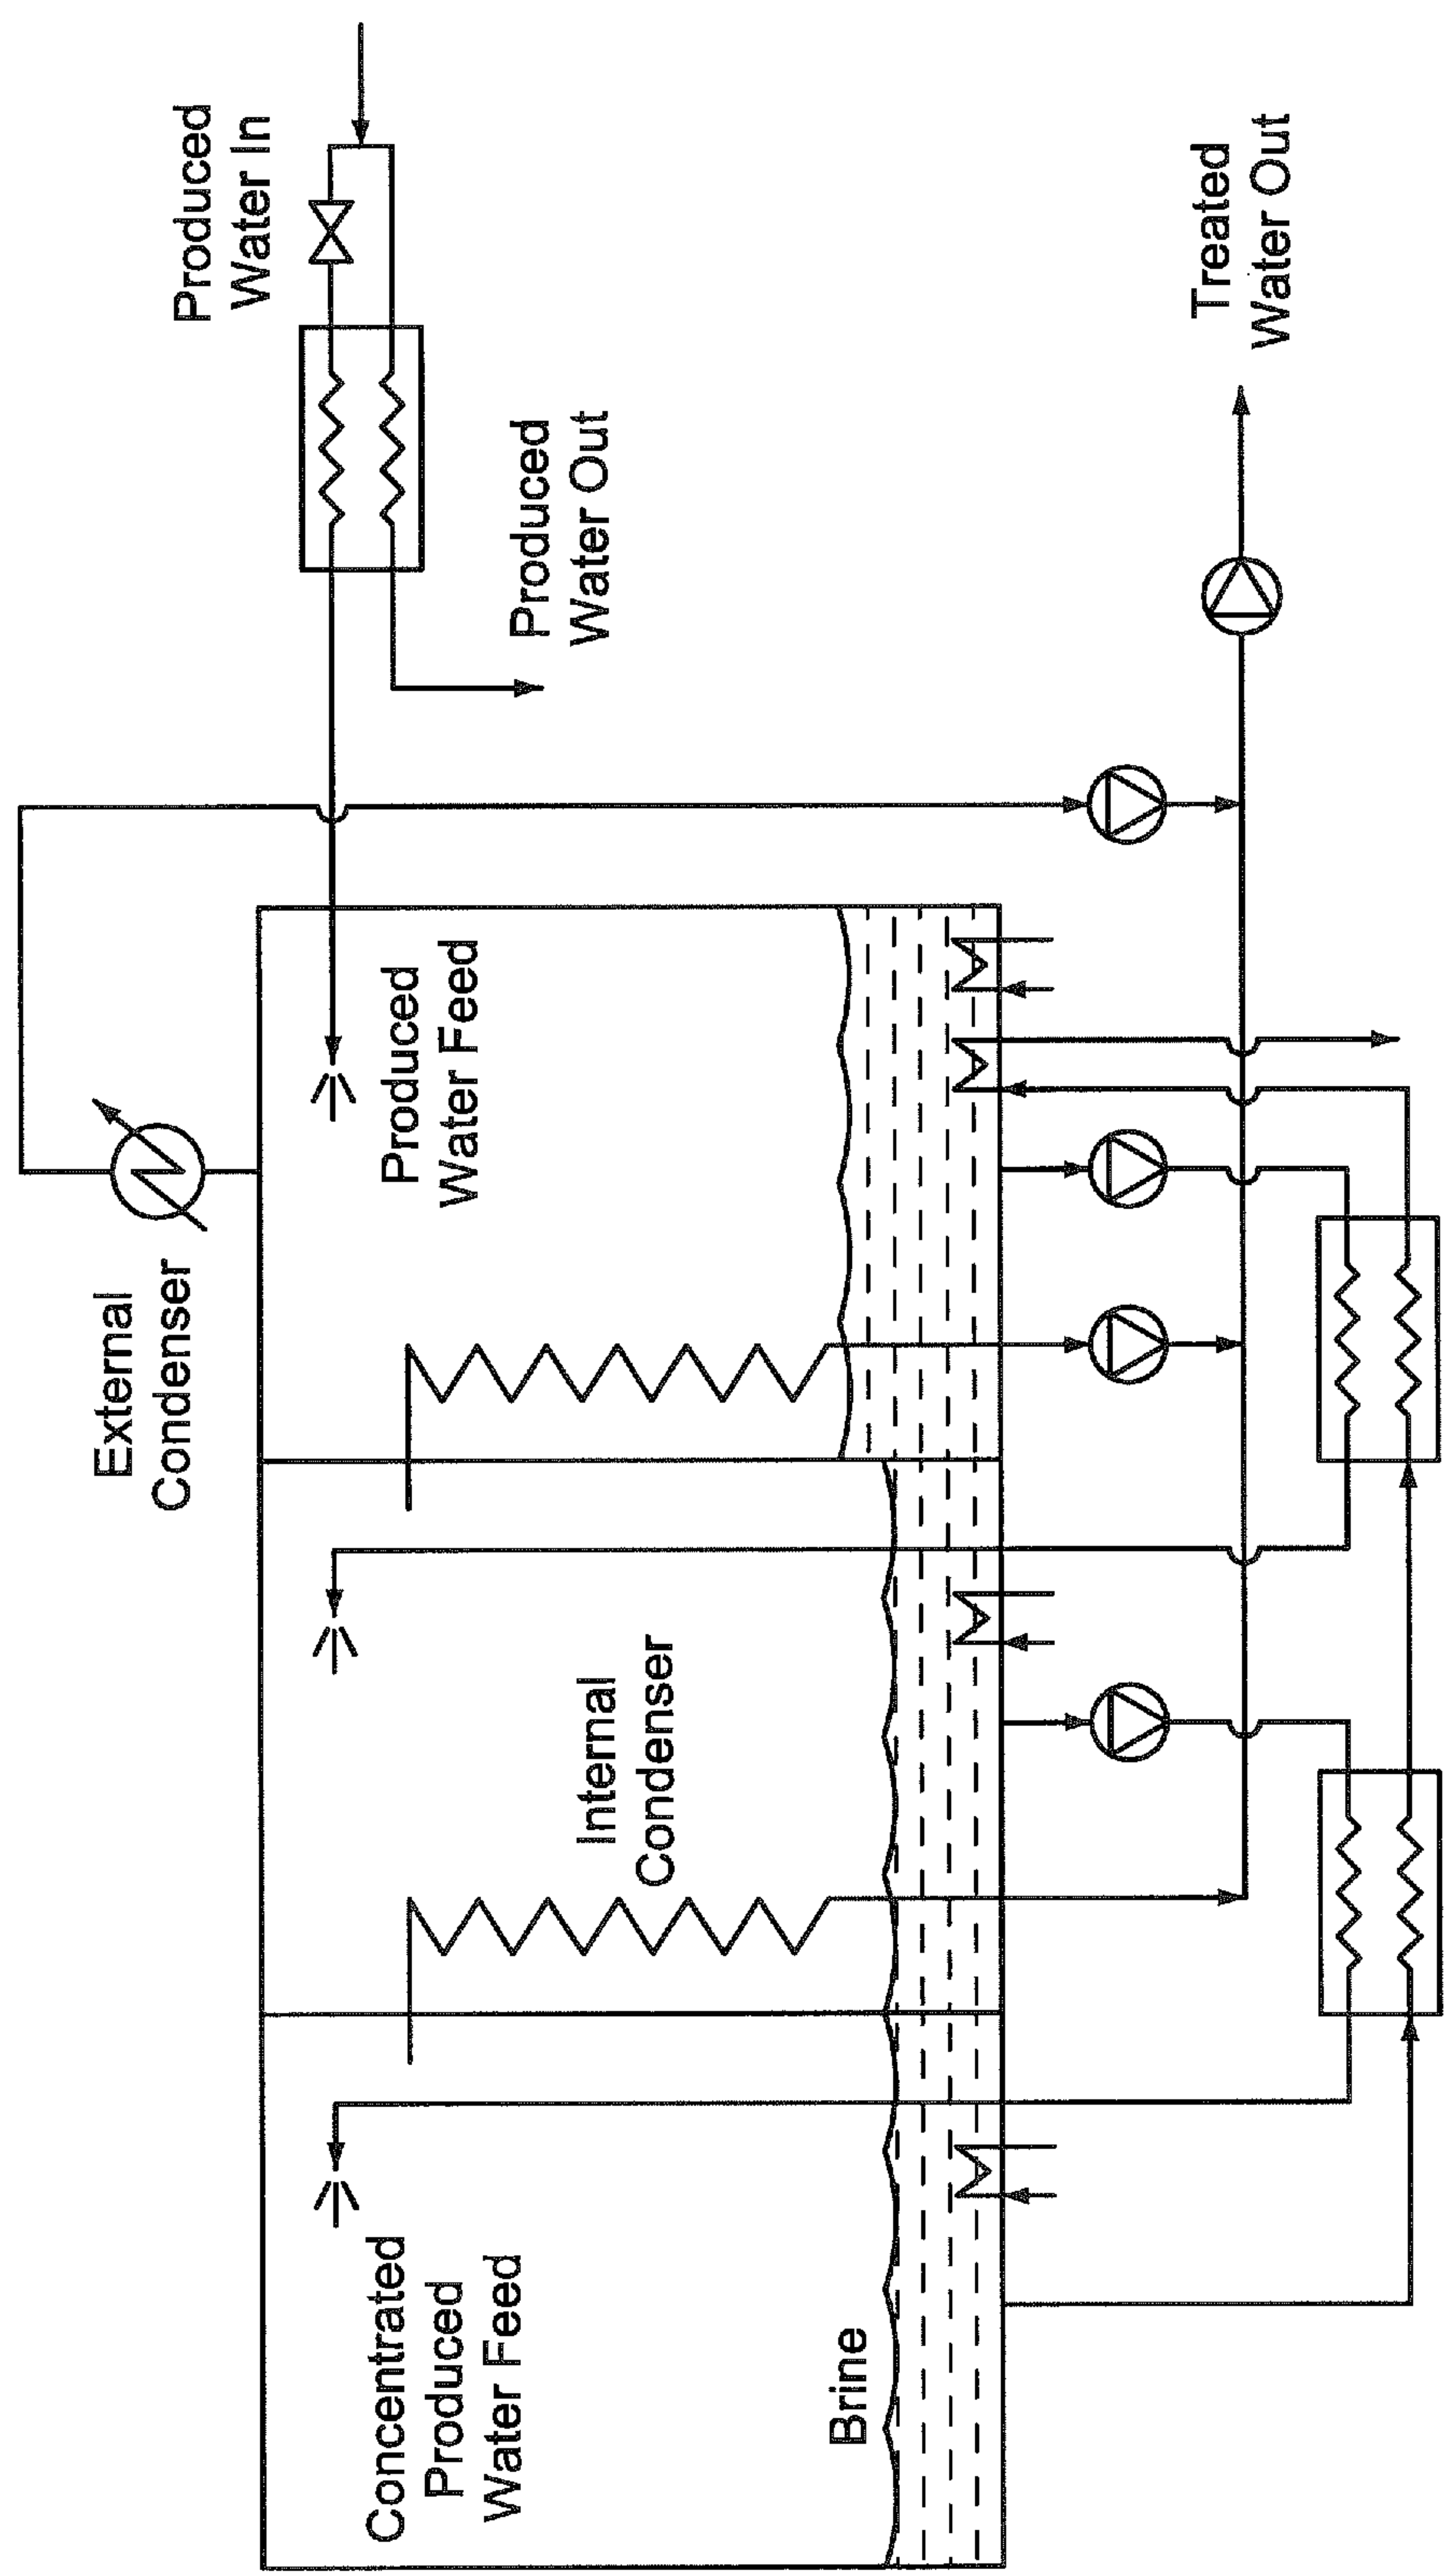 Produced
Water In
Treated
Water Out
Produced
Water Out
Produced
Water Feed
External
Condenser
Internal
Condenser
Concentrated
Produced
Water Feed
Brine